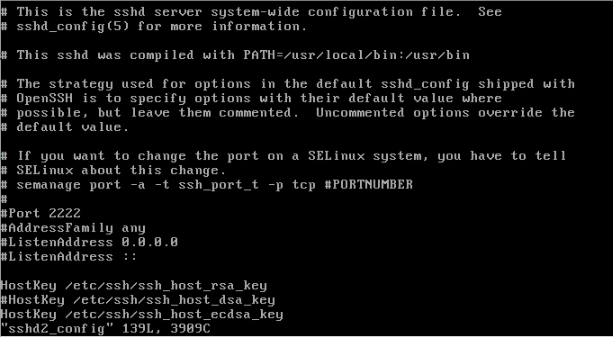 # This is the sshd server system-wide configuration file.  See
# sshd_config(5) for more information.
# This sshd was compiled with PATH=/usr/local/bin:/usr/bin
# The strategy used for options in the default sshd_config shipped with
# OpenSSH is to specify options with their default value where
# possible, but leave them commented.  Uncommented options override the
# default value.
# If you want to change the port on a SELinux system, you have to tell
# SELinux about this change.
# semanage port -a -t ssh_port_t -p tcp #PORTNUMBER
#
#Port 2222
#AddressFamily any
#ListenAddress 0.0.0.0
#ListenAddress ::
HostKey /etc/ssh/ssh_host_rsa_key
#HostKey /etc/ssh/ssh_host_dsa_key
HostKey /etc/ssh/ssh_host_ecdsa_key
"sshd2_config" 139L, 3909C